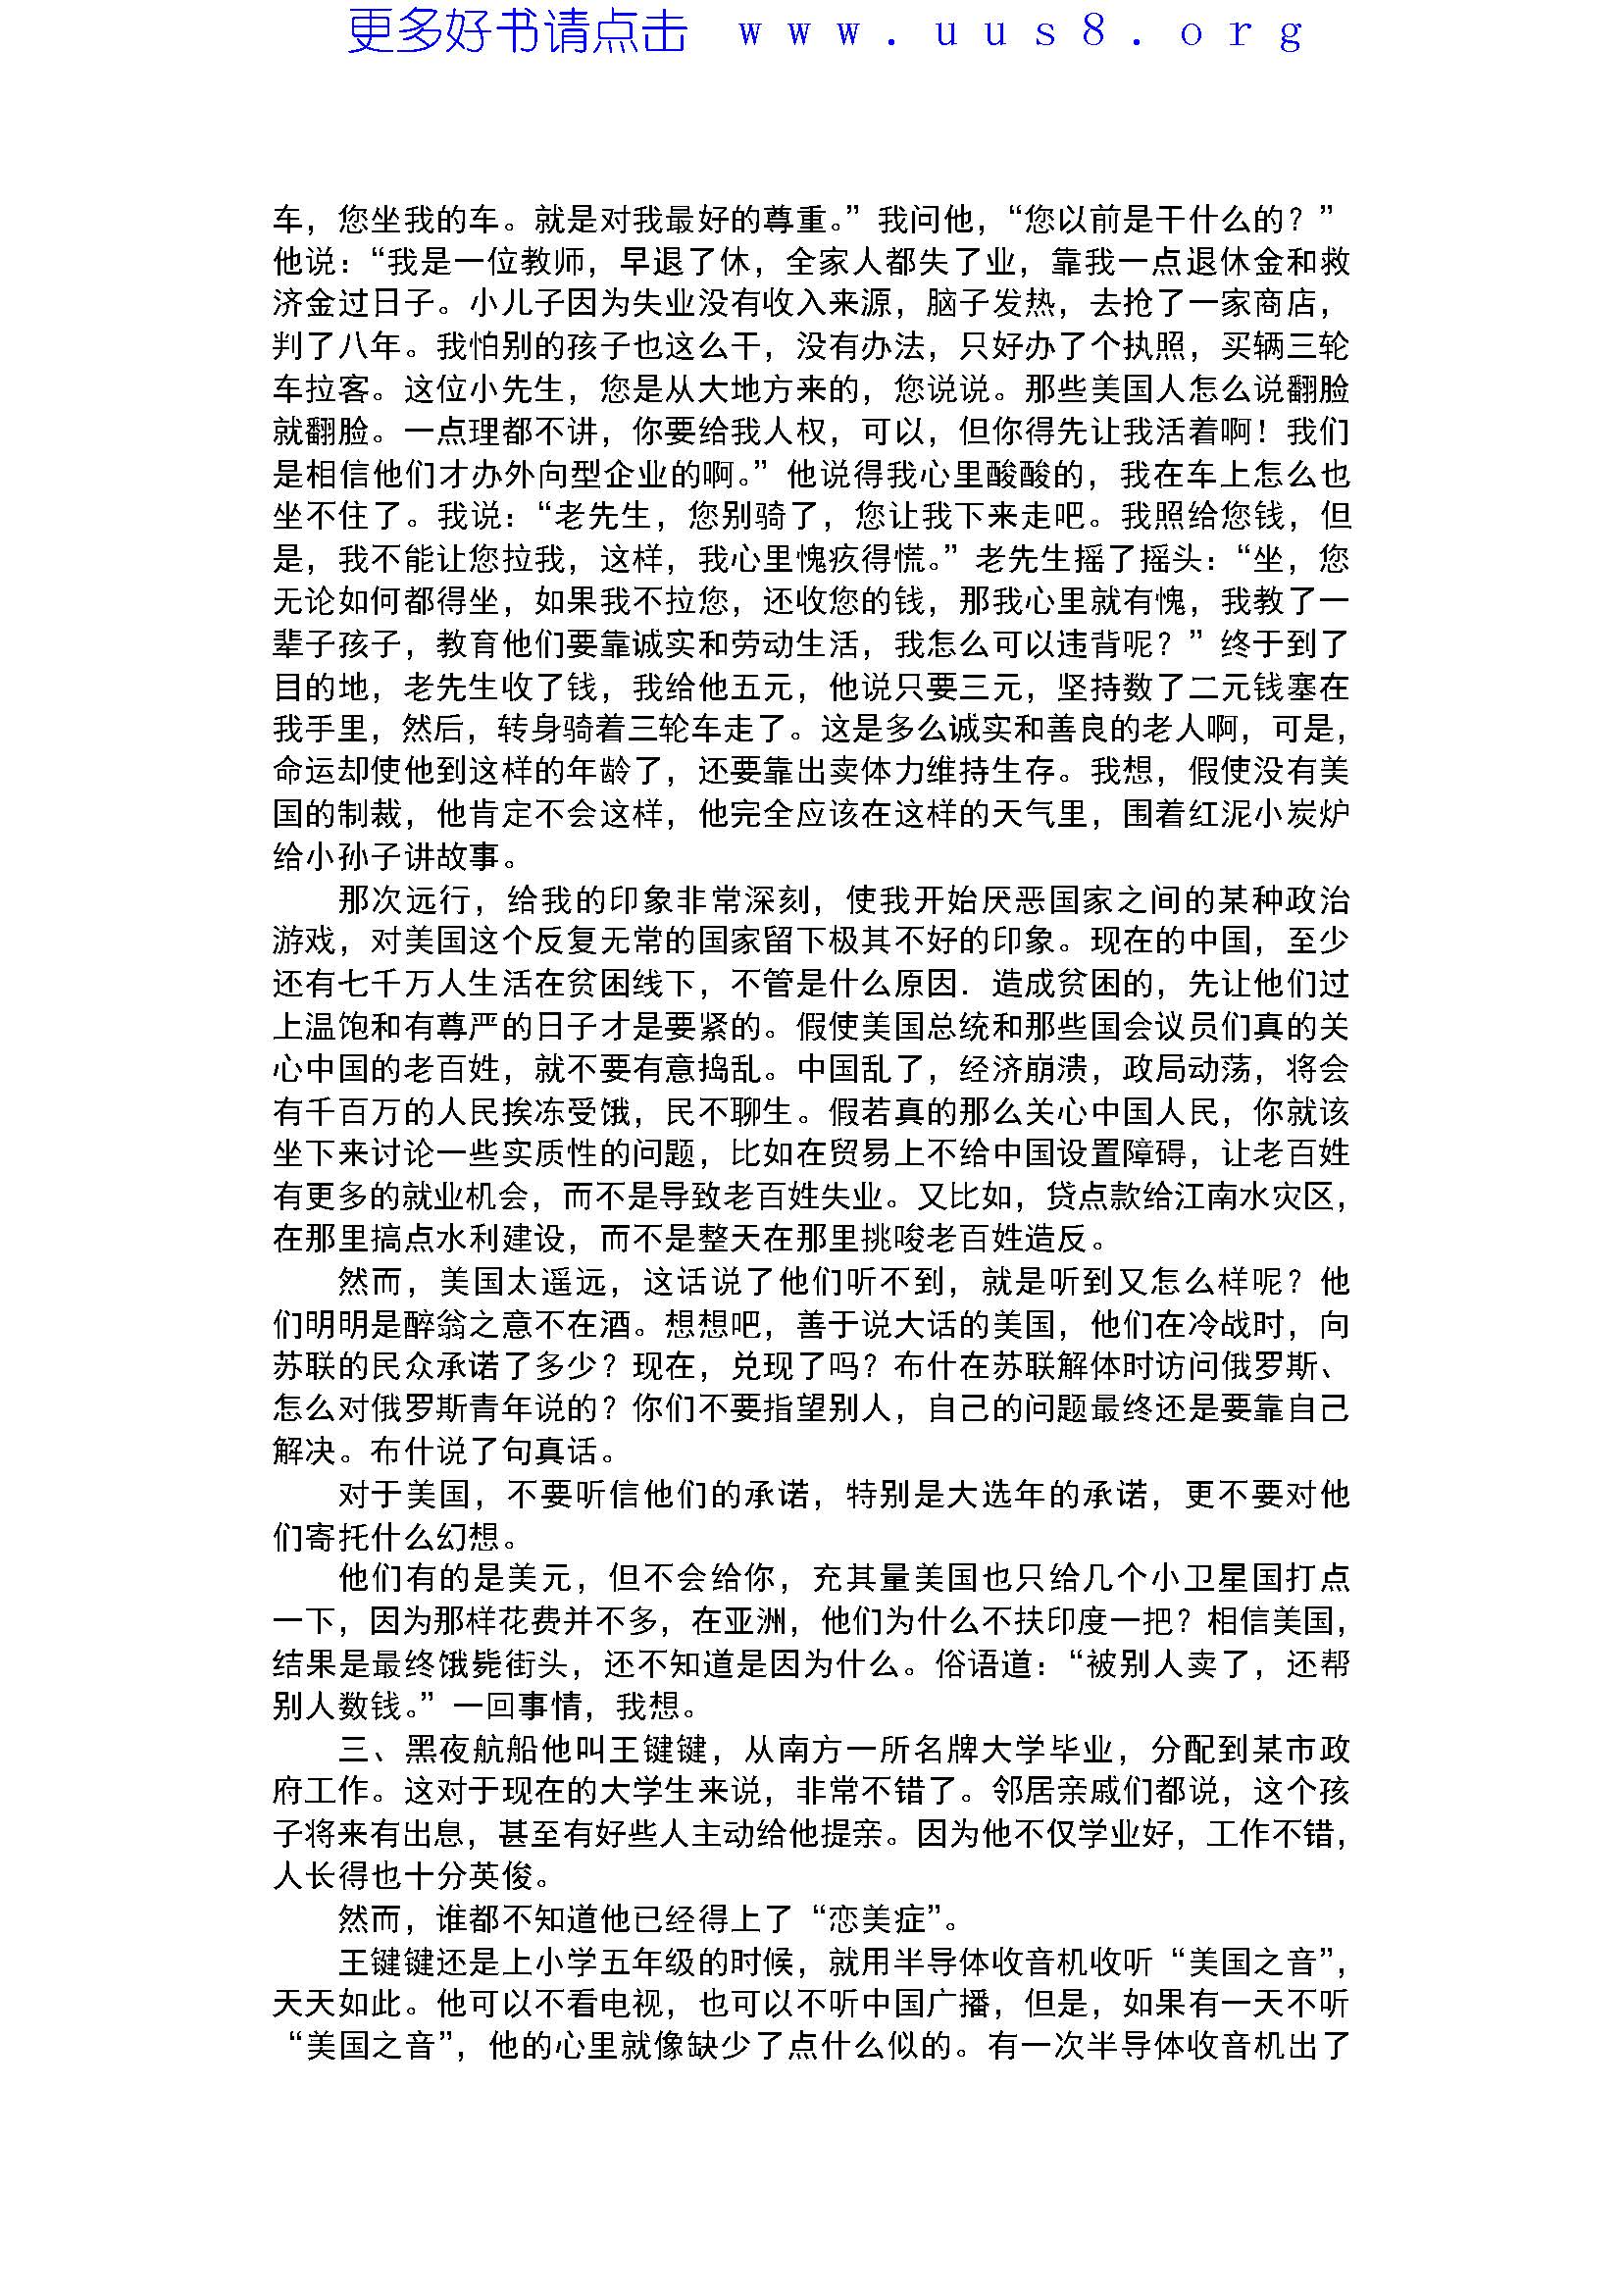 更多好书请点击 www.uus8.org
车，您坐我的车。就是对我最好的尊重。”我问他，“您以前是干什么的？”
他说：“我是一位教师，早退了休，全家人都失了业，靠我一点退休金和救
济金过日子。小儿子因为失业没有收入来源，脑子发热，去抢了一家商店，
判了八年。我怕别的孩子也这么干，没有办法，只好办了个执照，买辆三轮
车拉客。这位小先生，您是从大地方来的，您说说。那些美国人怎么说翻脸
就翻脸。一点理都不讲，你要给我人权，可以，但你得先让我活着啊！我们
是相信他们才办外向型企业的啊。”他说得我心里酸酸的，我在车上怎么也
坐不住了。我说：“老先生，您别骑了，您让我下来走吧。我照给您钱，但
是，我不能让您拉我，这样，我心里愧疚得慌。”老先生摇了摇头：“坐，您
无论如何都得坐，如果我不拉您，还收您的钱，那我心里就有愧，我教了一
辈子孩子，教育他们要靠诚实和劳动生活，我怎么可以违背呢？”终于到了
目的地，老先生收了钱，我给他五元，他说只要三元，坚持数了二元钱塞在
我手里，然后，转身骑着三轮车走了。这是多么诚实和善良的老人啊，可是，
命运却使他到这样的年龄了，还要靠出卖体力维持生存。我想，假使没有美
国的制裁，他肯定不会这样，他完全应该在这样的天气里，围着红泥小炭炉
给小孙子讲故事。
那次远行，给我的印象非常深刻，使我开始厌恶国家之间的某种政治
游戏，对美国这个反复无常的国家留下极其不好的印象。现在的中国，至少
还有七千万人生活在贫困线下，不管是什么原因．造成贫困的，先让他们过
上温饱和有尊严的日子才是要紧的。假使美国总统和那些国会议员们真的关
心中国的老百姓，就不要有意捣乱。中国乱了，经济崩溃，政局动荡，将会
有千百万的人民挨冻受饿，民不聊生。假若真的那么关心中国人民，你就该
坐下来讨论一些实质性的问题，比如在贸易上不给中国设置障碍，让老百姓
有更多的就业机会，而不是导致老百姓失业。又比如，贷点款给江南水灾区，
在那里搞点水利建设，而不是整天在那里挑唆老百姓造反。
然而，美国太遥远，这话说了他们听不到，就是听到又怎么样呢？他
们明明是醉翁之意不在酒。想想吧，善于说大话的美国，他们在冷战时，向
苏联的民众承诺了多少？现在，兑现了吗？布什在苏联解体时访问俄罗斯、
怎么对俄罗斯青年说的？你们不要指望别人，自己的问题最终还是要靠自己
解决。布什说了句真话。
对于美国，不要听信他们的承诺，特别是大选年的承诺，更不要对他
们寄托什么幻想。
他们有的是美元，但不会给你，充其量美国也只给几个小卫星国打点
一下，因为那样花费并不多，在亚洲，他们为什么不扶印度一把？相信美国，
结果是最终饿毙街头，还不知道是因为什么。俗语道：“被别人卖了，还帮
别人数钱。”一回事情，我想。
三、黑夜航船他叫王键键，从南方一所名牌大学毕业，分配到某市政
府工作。这对于现在的大学生来说，非常不错了。邻居亲戚们都说，这个孩
子将来有出息，甚至有好些人主动给他提亲。因为他不仅学业好，工作不错，
人长得也十分英俊。
然而，谁都不知道他已经得上了“恋美症”。
王键键还是上小学五年级的时候，就用半导体收音机收听“美国之音”，
天天如此。他可以不看电视，也可以不听中国广播，但是，如果有一天不听
“美国之音”，他的心里就像缺少了点什么似的。有一次半导体收音机出了